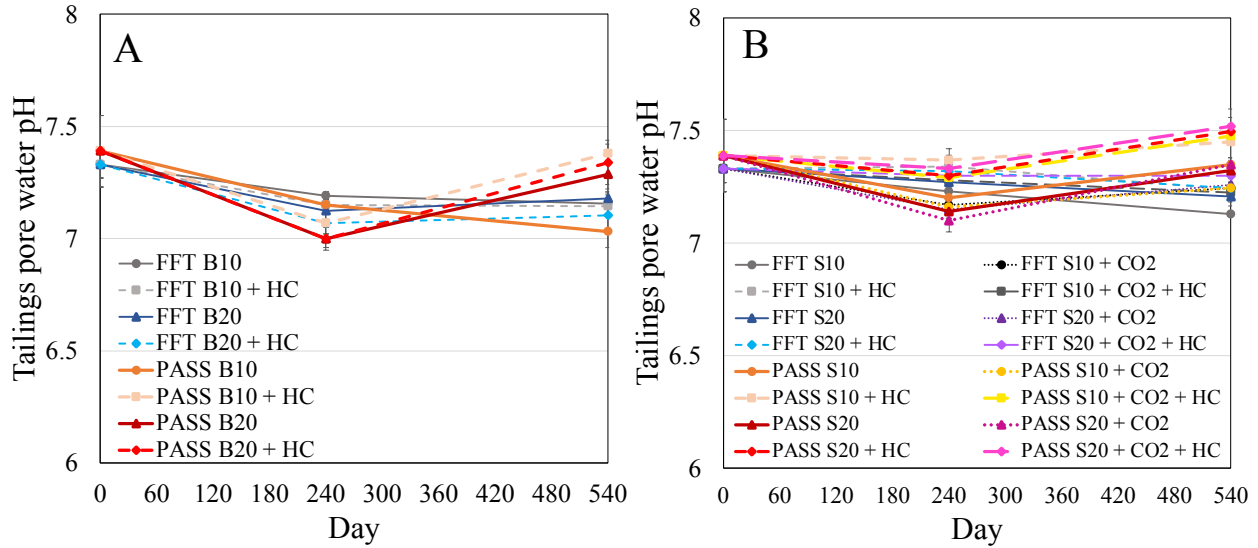 A
Tailings pore water pH
8
7.5
7
6.5
6
FFT B10
FFT B10 + HC
FFT B20
FFT B20 + HC
PASS B10
PASS B10 + HC
PASS B20
PASS B20 + HC
0 60 120 180 240 300 360 420 480 540
Day
B
Tailings pore water pH
8
7.5
7
6.5
6
FFT S10 FFT S10 + CO2
FFT S10 + HC FFT S10 + CO2 + HC
FFT S20 FFT S20 + CO2
FFT S20 + HC FFT S20 + CO2 + HC
PASS S10 PASS S10 + CO2
PASS S10 + HC PASS S10 + CO2 + HC
PASS S20 PASS S20 + CO2
PASS S20 + HC PASS S20 + CO2 + HC
0 60 120 180 240 300 360 420 480 540
Day